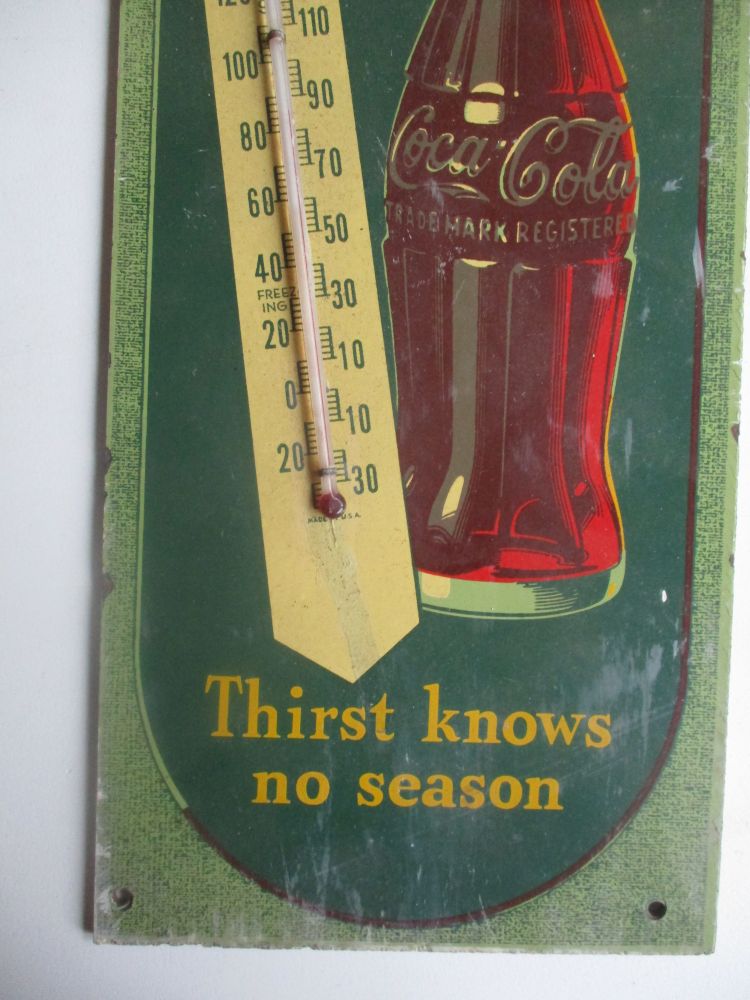 120
110
100
90
80
70
60
50
40
FREEZ
ING
30
20
10
0
10
20
30
MADE U.S.A.
Coca-Cola
TRADE MARK REGISTERED
Thirst knows
no season